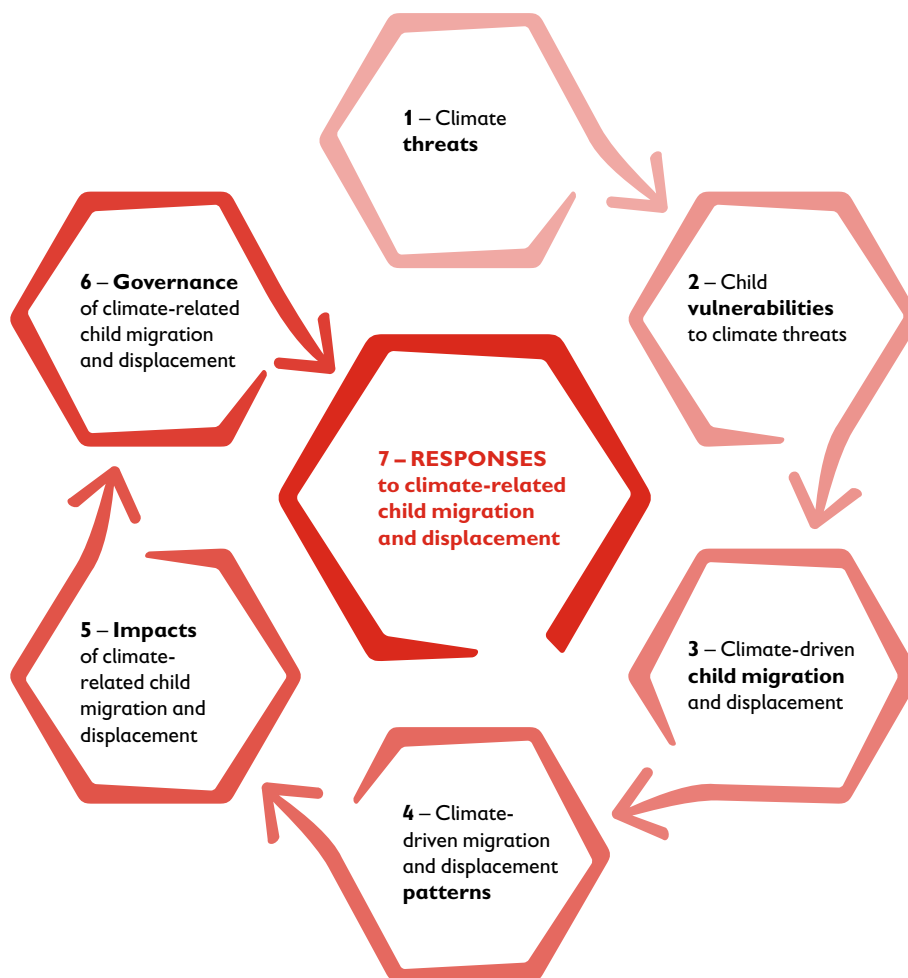 1 – Climate
threats
2 – Child
vulnerabilities
to climate threats
3 – Climate-driven
child migration
and displacement
4 – Climate-
driven migration
and displacement
patterns
5 – Impacts
of climate-
related child
migration and
displacement
6 – Governance
of climate-related
child migration
and displacement
7 – RESPONSES
to climate-related
child migration
and displacement